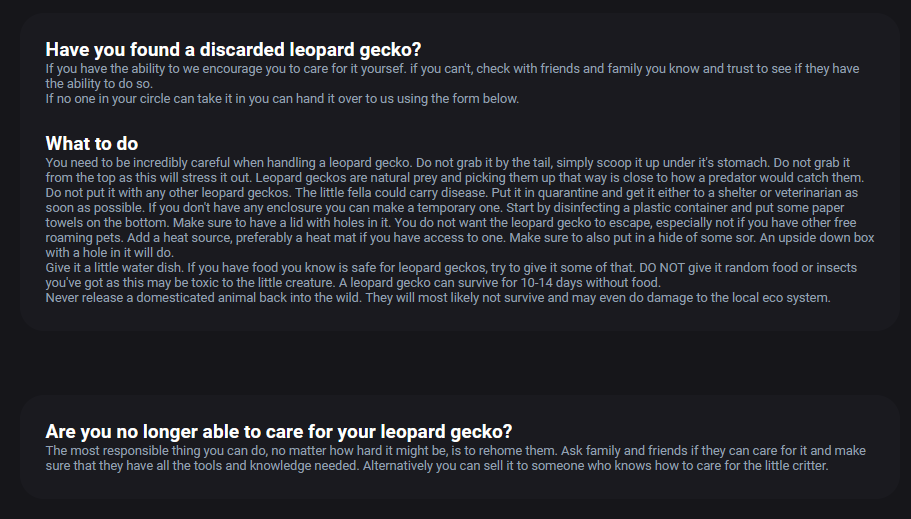 Have you found a discarded leopard gecko?
If you have the ability to we encourage you to care for it yoursef. if you can't, check with friends and family you know and trust to see if they have
the ability to do so.
If no one in your circle can take it in you can hand it over to us using the form below.
What to do
You need to be incredibly careful when handling a leopard gecko. Do not grab it by the tail, simply scoop it up under it's stomach. Do not grab it
from the top as this will stress it out. Leopard geckos are natural prey and picking them up that way is close to how a predator would catch them.
Do not put it with any other leopard geckos. The little fella could carry disease. Put it in quarantine and get it either to a shelter or veterinarian as
soon as possible. If you don't have any enclosure you can make a temporary one. Start by disinfecting a plastic container and put some paper
towels on the bottom. Make sure to have a lid with holes in it. You do not want the leopard gecko to escape, especially not if you have other free
roaming pets. Add a heat source, preferably a heat mat if you have access to one. Make sure to also put in a hide of some sor. An upside down box
with a hole in it will do.
Give it a little water dish. If you have food you know is safe for leopard geckos, try to give it some of that. DO NOT give it random food or insects
you've got as this may be toxic to the little creature. A leopard gecko can survive for 10-14 days without food.
Never release a domesticated animal back into the wild. They will most likely not survive and may even do damage to the local eco system.
Are you no longer able to care for your leopard gecko?
The most responsible thing you can do, no matter how hard it might be, is to rehome them. Ask family and friends if they can care for it and make
sure that they have all the tools and knowledge needed. Alternatively you can sell it to someone who knows how to care for the little critter.